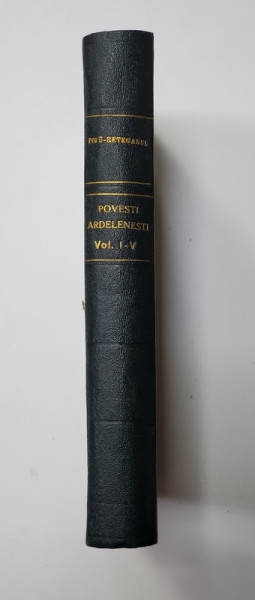 POP-RETEGANUL
POVESTI
ARDELENESTI
Vol. I-V